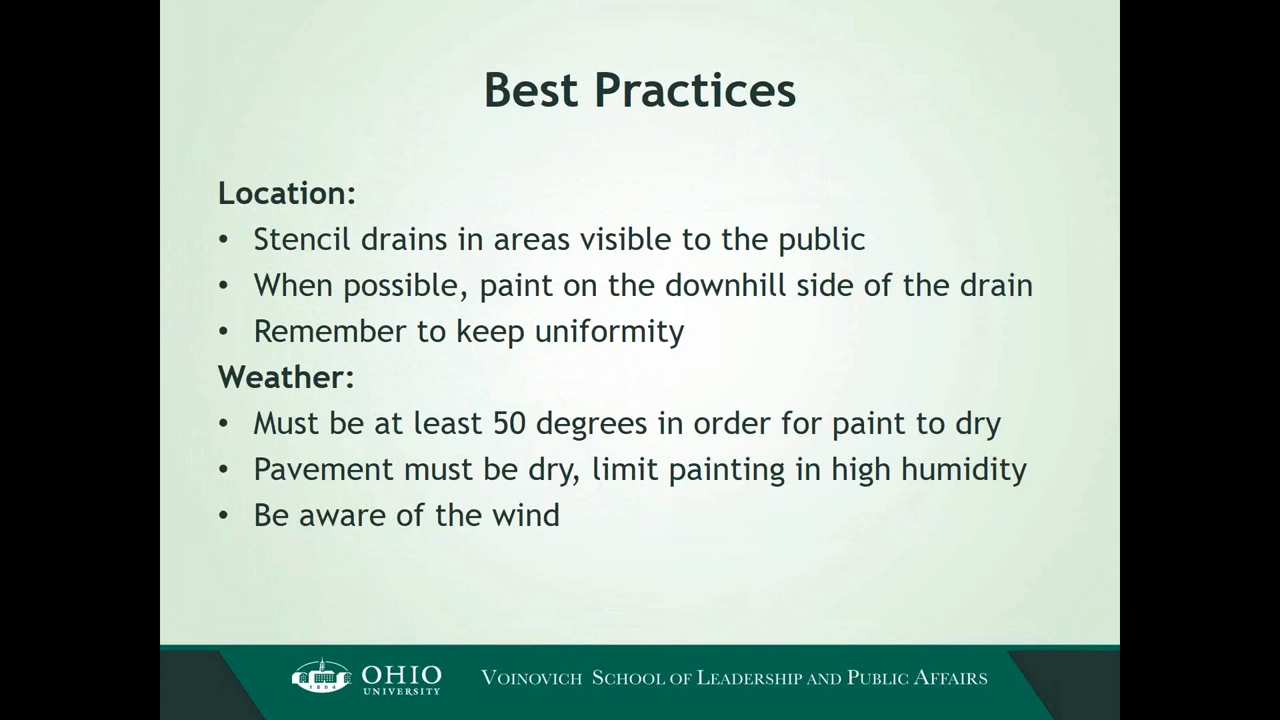 Best Practices
Location:
• Stencil drains in areas visible to the public
• When possible, paint on the downhill side of the drain
• Remember to keep uniformity
Weather:
• Must be at least 50 degrees in order for paint to dry
• Pavement must be dry, limit painting in high humidity
• Be aware of the wind
1804
OHIO
UNIVERSITY
VOINOVICH SCHOOL OF LEADERSHIP AND PUBLIC AFFAIRS